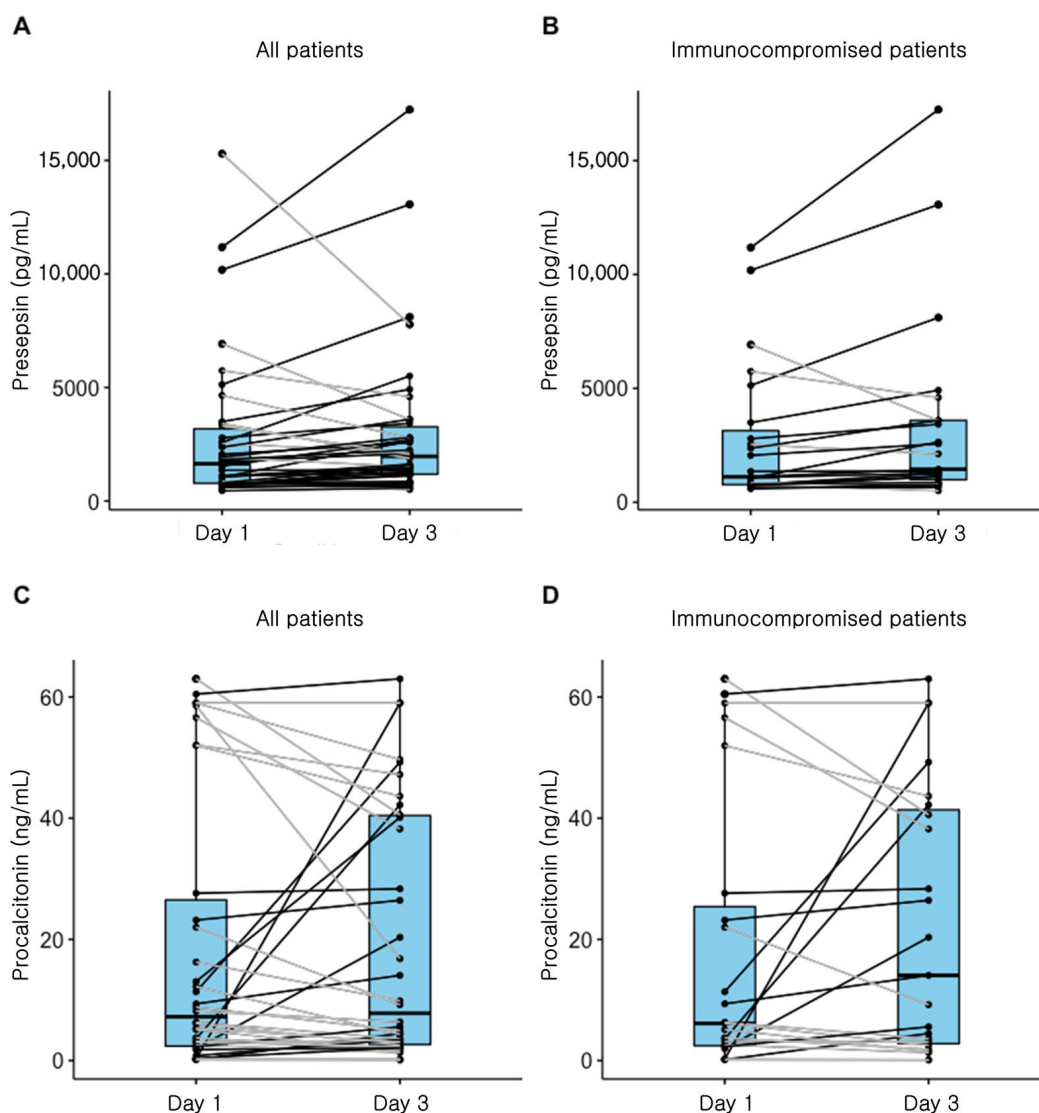 A
All patients
Presepsin (pg/mL)
15,000
10,000
5000
0
Day 1
Day 3
B
Immunocompromised patients
Presepsin (pg/mL)
15,000
10,000
5000
0
Day 1
Day 3
C
All patients
Procalcitonin (ng/mL)
60
40
20
0
Day 1
Day 3
D
Immunocompromised patients
Procalcitonin (ng/mL)
60
40
20
0
Day 1
Day 3